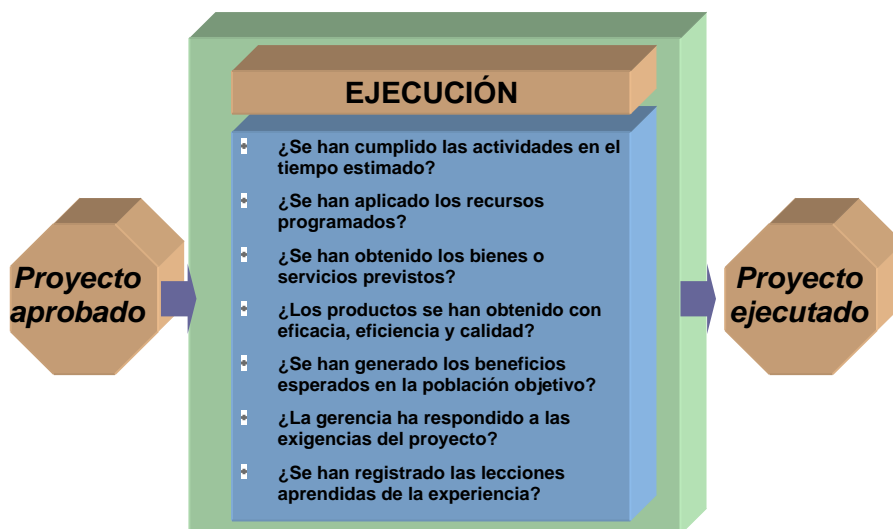 EJECUCIÓN
¿Se han cumplido las actividades en el
tiempo estimado?
¿Se han aplicado los recursos
programados?
¿Se han obtenido los bienes o
servicios previstos?
¿Los productos se han obtenido con
eficacia, eficiencia y calidad?
¿Se han generado los beneficios
esperados en la población objetivo?
¿La gerencia ha respondido a las
exigencias del proyecto?
¿Se han registrado las lecciones
aprendidas de la experiencia?
Proyecto
aprobado
Proyecto
ejecutado